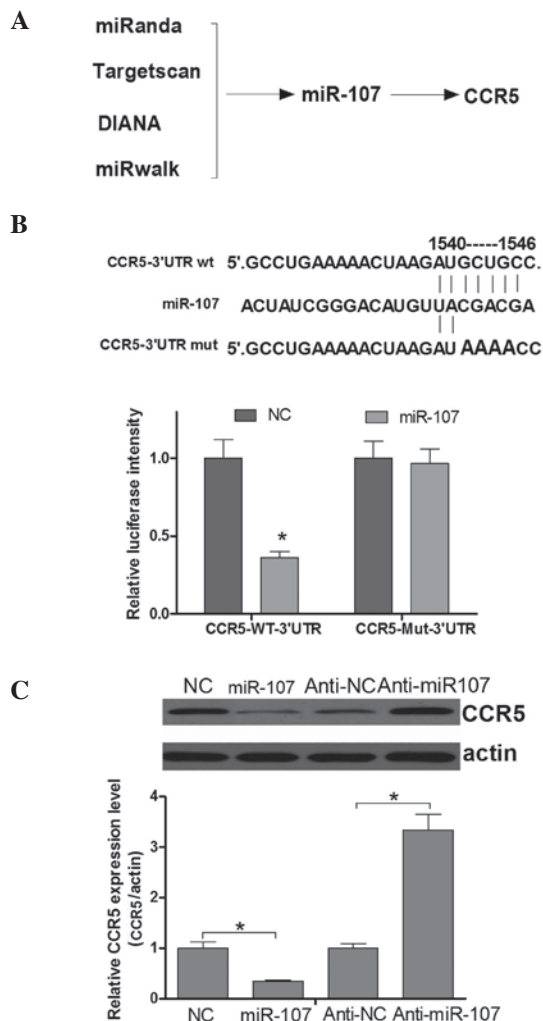 A
miRanda
Targetscan
DIANA
miRwalk
miR-107
CCR5
B
1540-----1546
CCR5-3'UTR wt 5'.GCCUGAAAAACUAAGAUGCUGCC.
miR-107 ACUAUCGGGACAUGUUACGACGA
CCR5-3'UTR mut 5'.GCCUGAAAAACUAAGAUAAAACC
NC miR-107
Relative luciferase intensity
1.0
0.5
0.0
*
CCR5-WT-3'UTR CCR5-Mut-3'UTR
C
NC miR-107 Anti-NC Anti-miR107
CCR5
actin
Relative CCR5 expression level
(CCR5/actin)
4
3
2
1
0
*
*
NC miR-107 Anti-NC Anti-miR-107